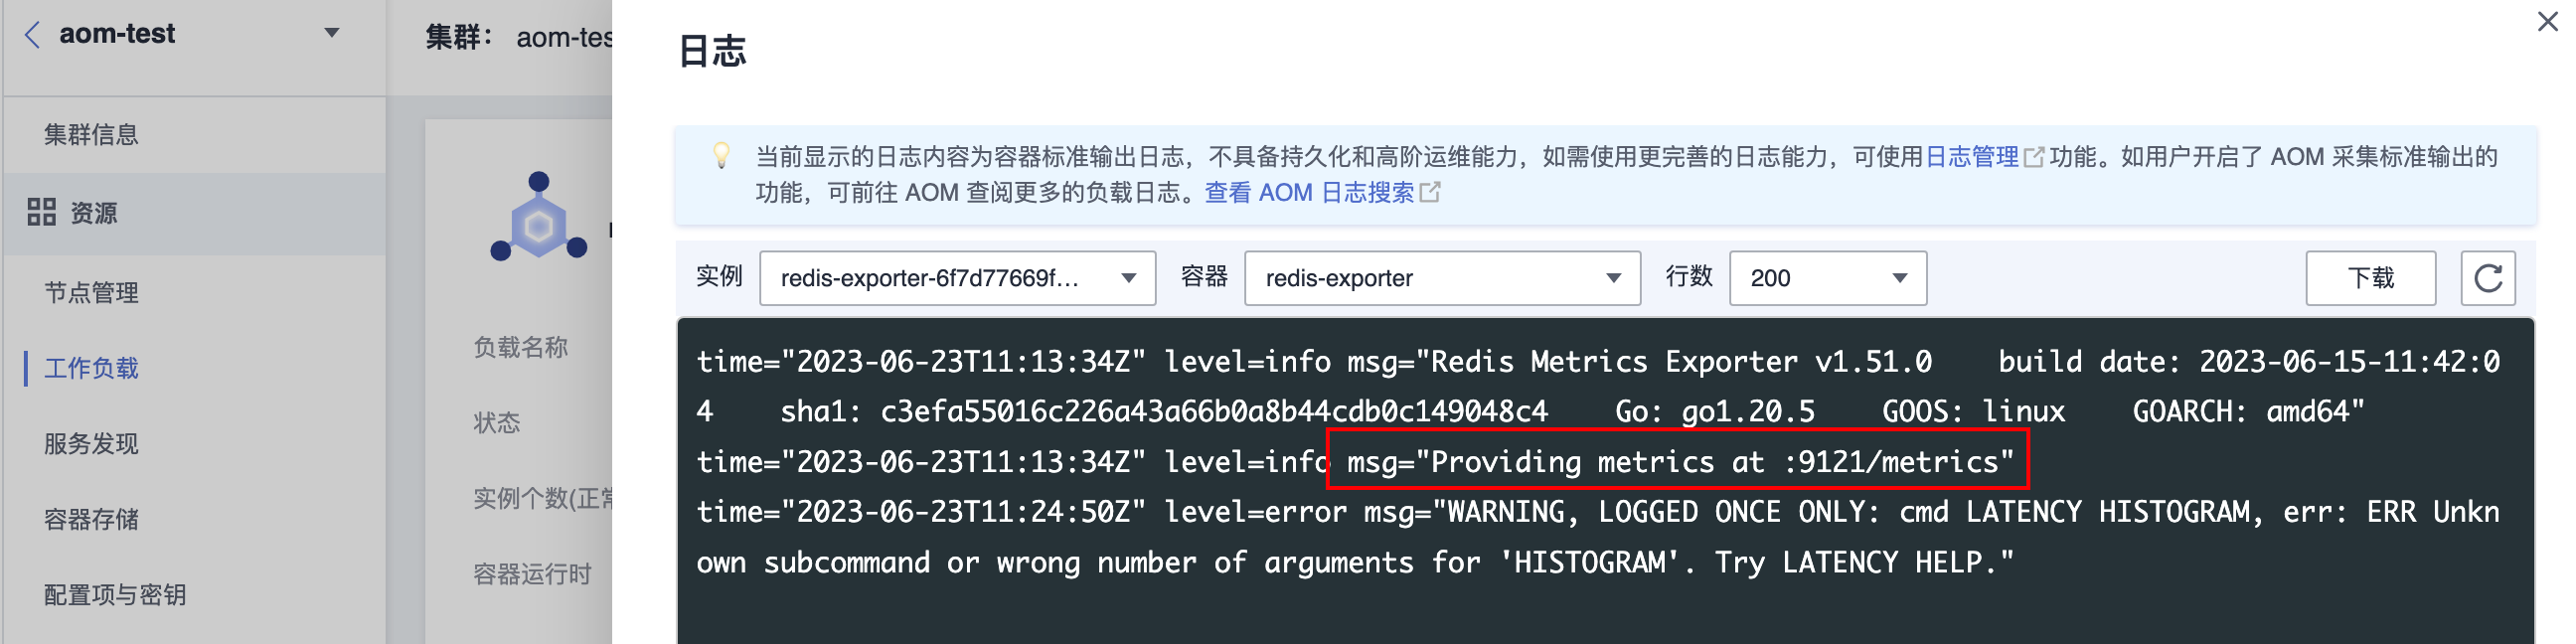 aom-test
集群信息
资源
节点管理
工作负载
服务发现
容器存储
配置项与密钥
集群： aom-tes
负载名称
状态
实例个数(正常
容器运行时
日志
当前显示的日志内容为容器标准输出日志，不具备持久化和高阶运维能力，如需使用更完善的日志能力，可使用日志管理功能。如用户开启了 AOM 采集标准输出的
功能，可前往 AOM 查阅更多的负载日志。查看 AOM 日志搜索
实例 redis-exporter-6f7d77669f... 容器 redis-exporter 行数 200 下载
time="2023-06-23T11:13:34Z" level=info msg="Redis Metrics Exporter v1.51.0    build date: 2023-06-15-11:42:0
4    sha1: c3efa55016c226a43a66b0a8b44cdb0c149048c4    Go: go1.20.5    GOOS: linux    GOARCH: amd64"
time="2023-06-23T11:13:34Z" level=info msg="Providing metrics at :9121/metrics"
time="2023-06-23T11:24:50Z" level=error msg="WARNING, LOGGED ONCE ONLY: cmd LATENCY HISTOGRAM, err: ERR Unkn
own subcommand or wrong number of arguments for 'HISTOGRAM'. Try LATENCY HELP."